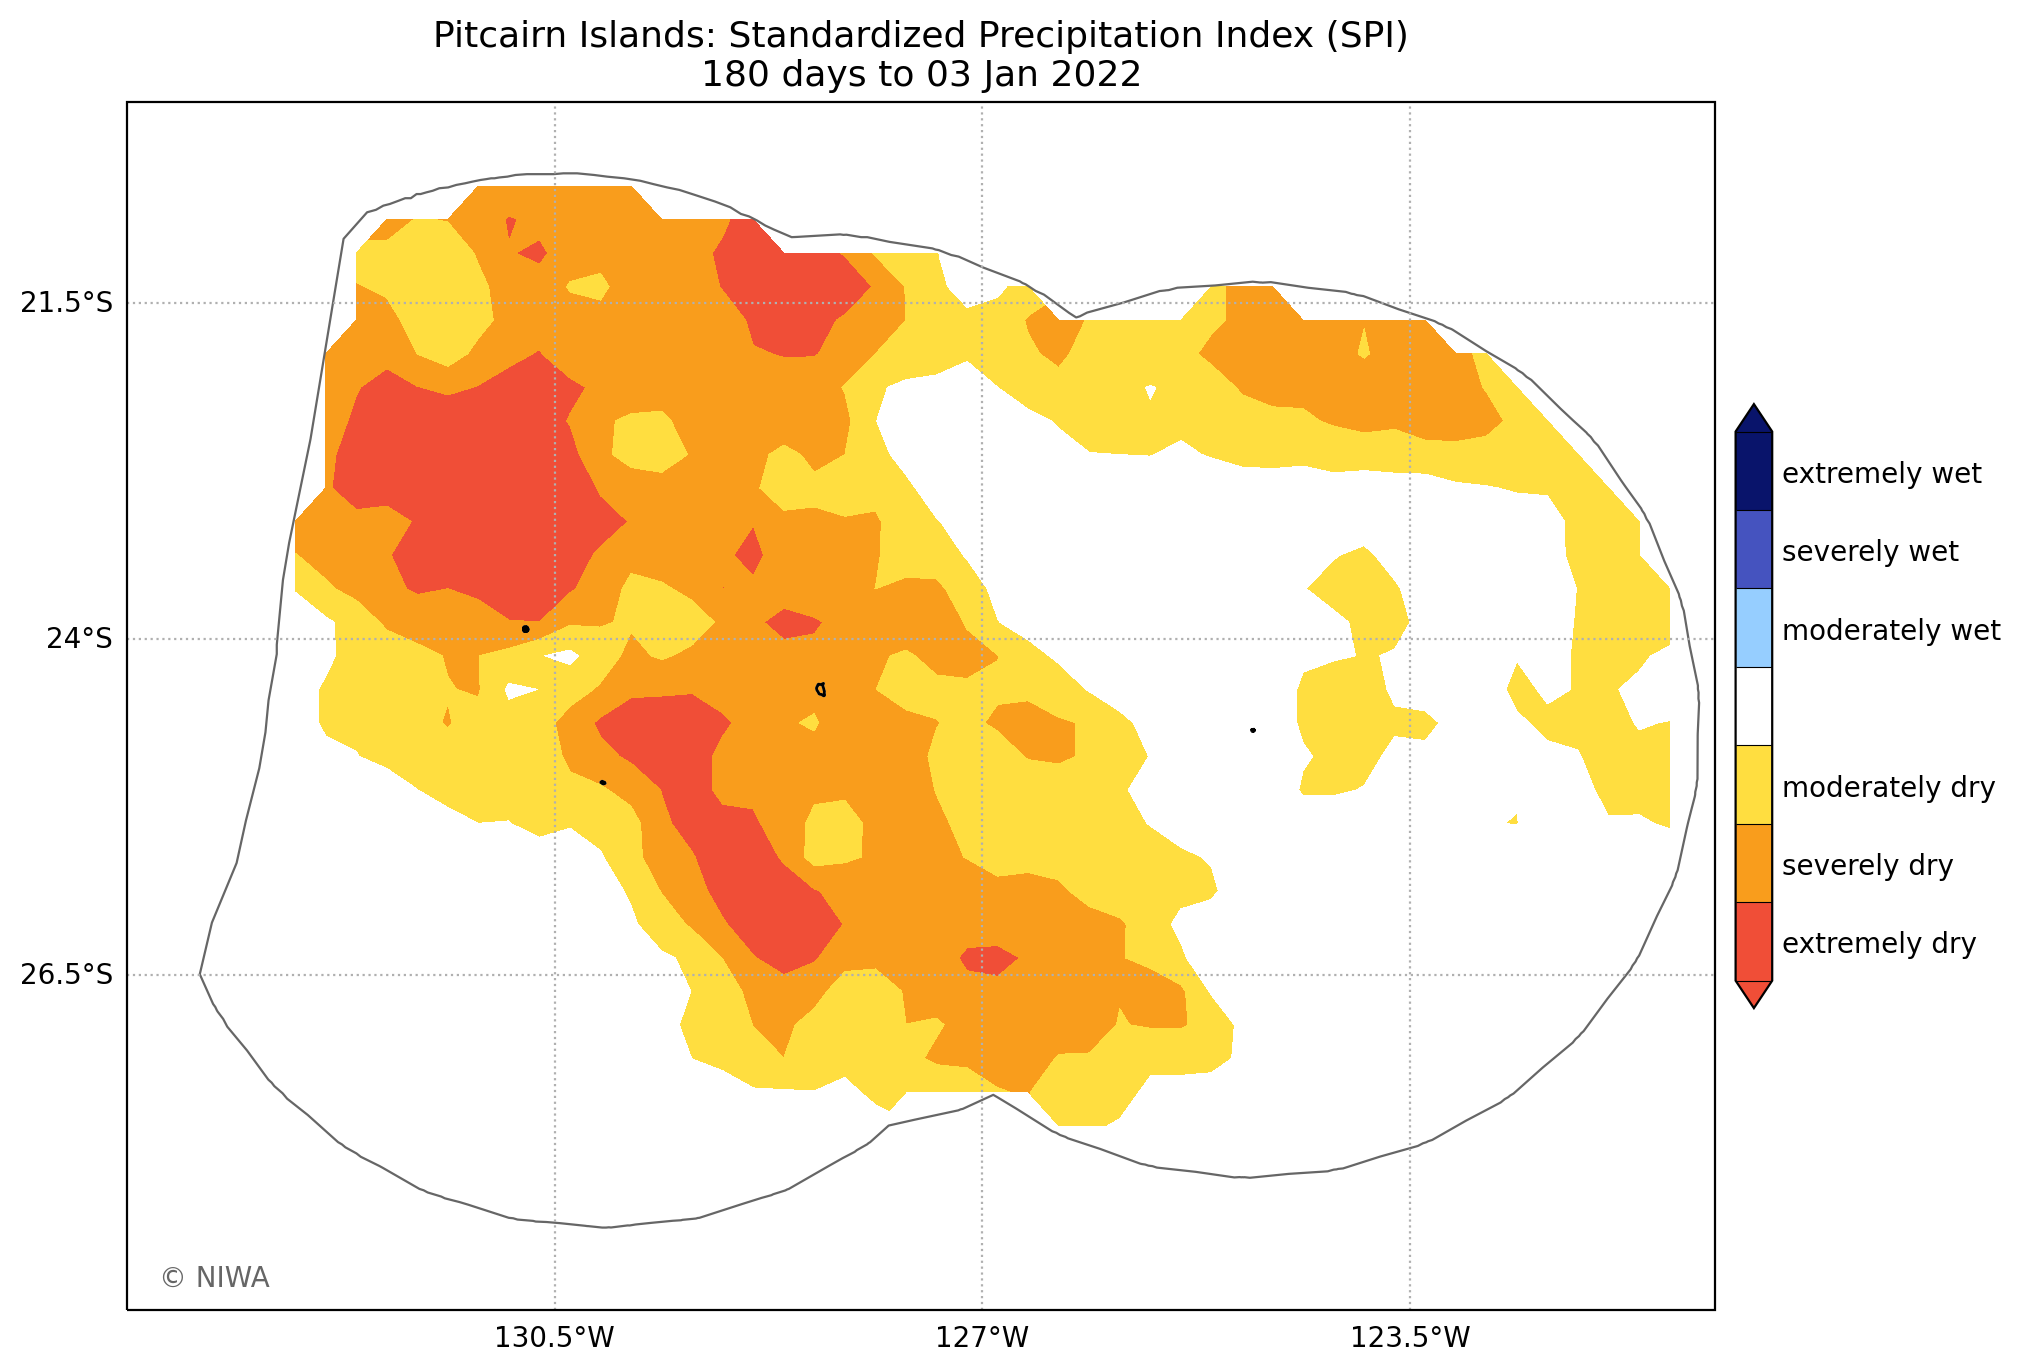 Pitcairn Islands: Standardized Precipitation Index (SPI)
180 days to 03 Jan 2022
21.5°S
24°S
26.5°S
130.5°W
127°W
123.5°W
extremely wet
severely wet
moderately wet
moderately dry
severely dry
extremely dry
© NIWA